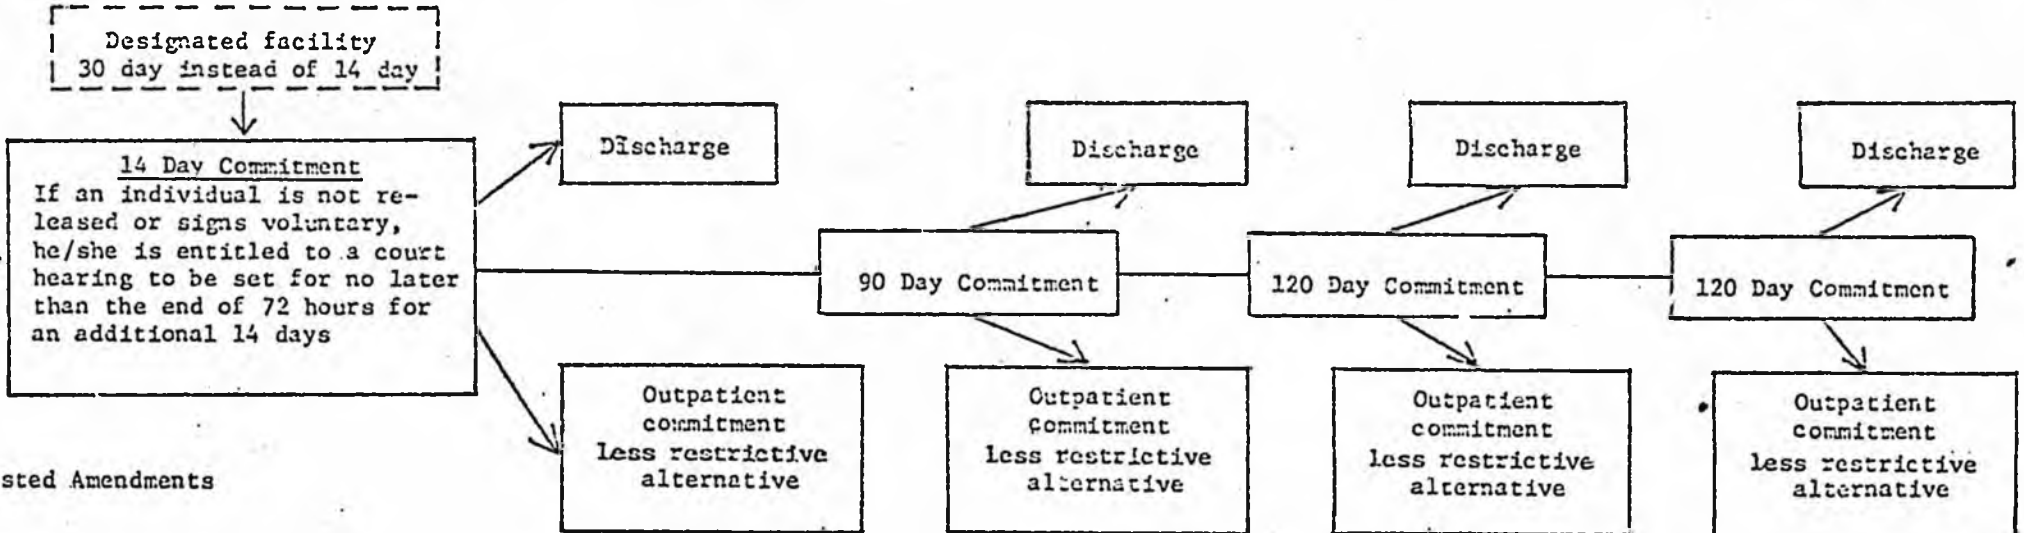 Designated facility
30 day instead of 14 day
14 Day Commitment
If an individual is not re-
leased or signs voluntary,
he/she is entitled to a court
hearing to be set for no later
than the end of 72 hours for
an additional 14 days
Discharge
Outpatient
commitment
less restrictive
alternative
90 Day Commitment
Discharge
Outpatient
commitment
less restrictive
alternative
120 Day Commitment
Discharge
Outpatient
commitment
less restrictive
alternative
120 Day Commitment
Discharge
Outpatient
commitment
less restrictive
alternative
sted Amendments